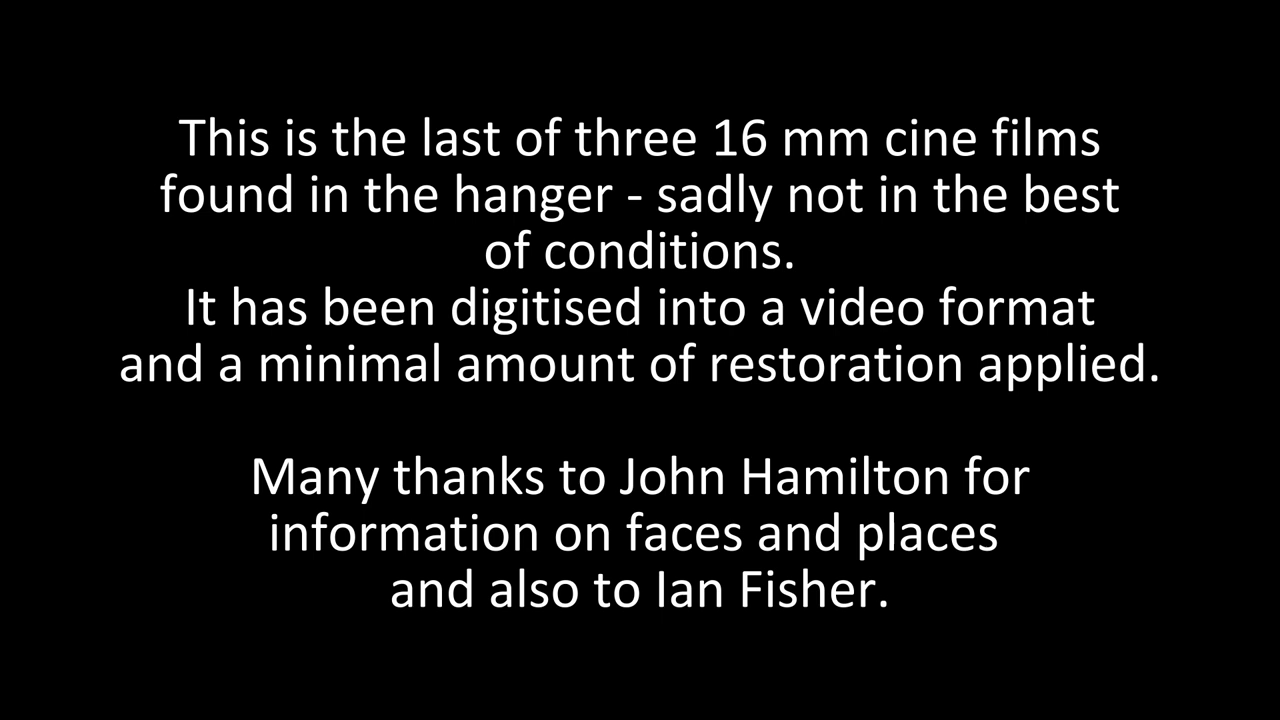 This is the last of three 16 mm cine films
found in the hanger - sadly not in the best
of conditions.
It has been digitised into a video format
and a minimal amount of restoration applied.
Many thanks to John Hamilton for
information on faces and places
and also to Ian Fisher.